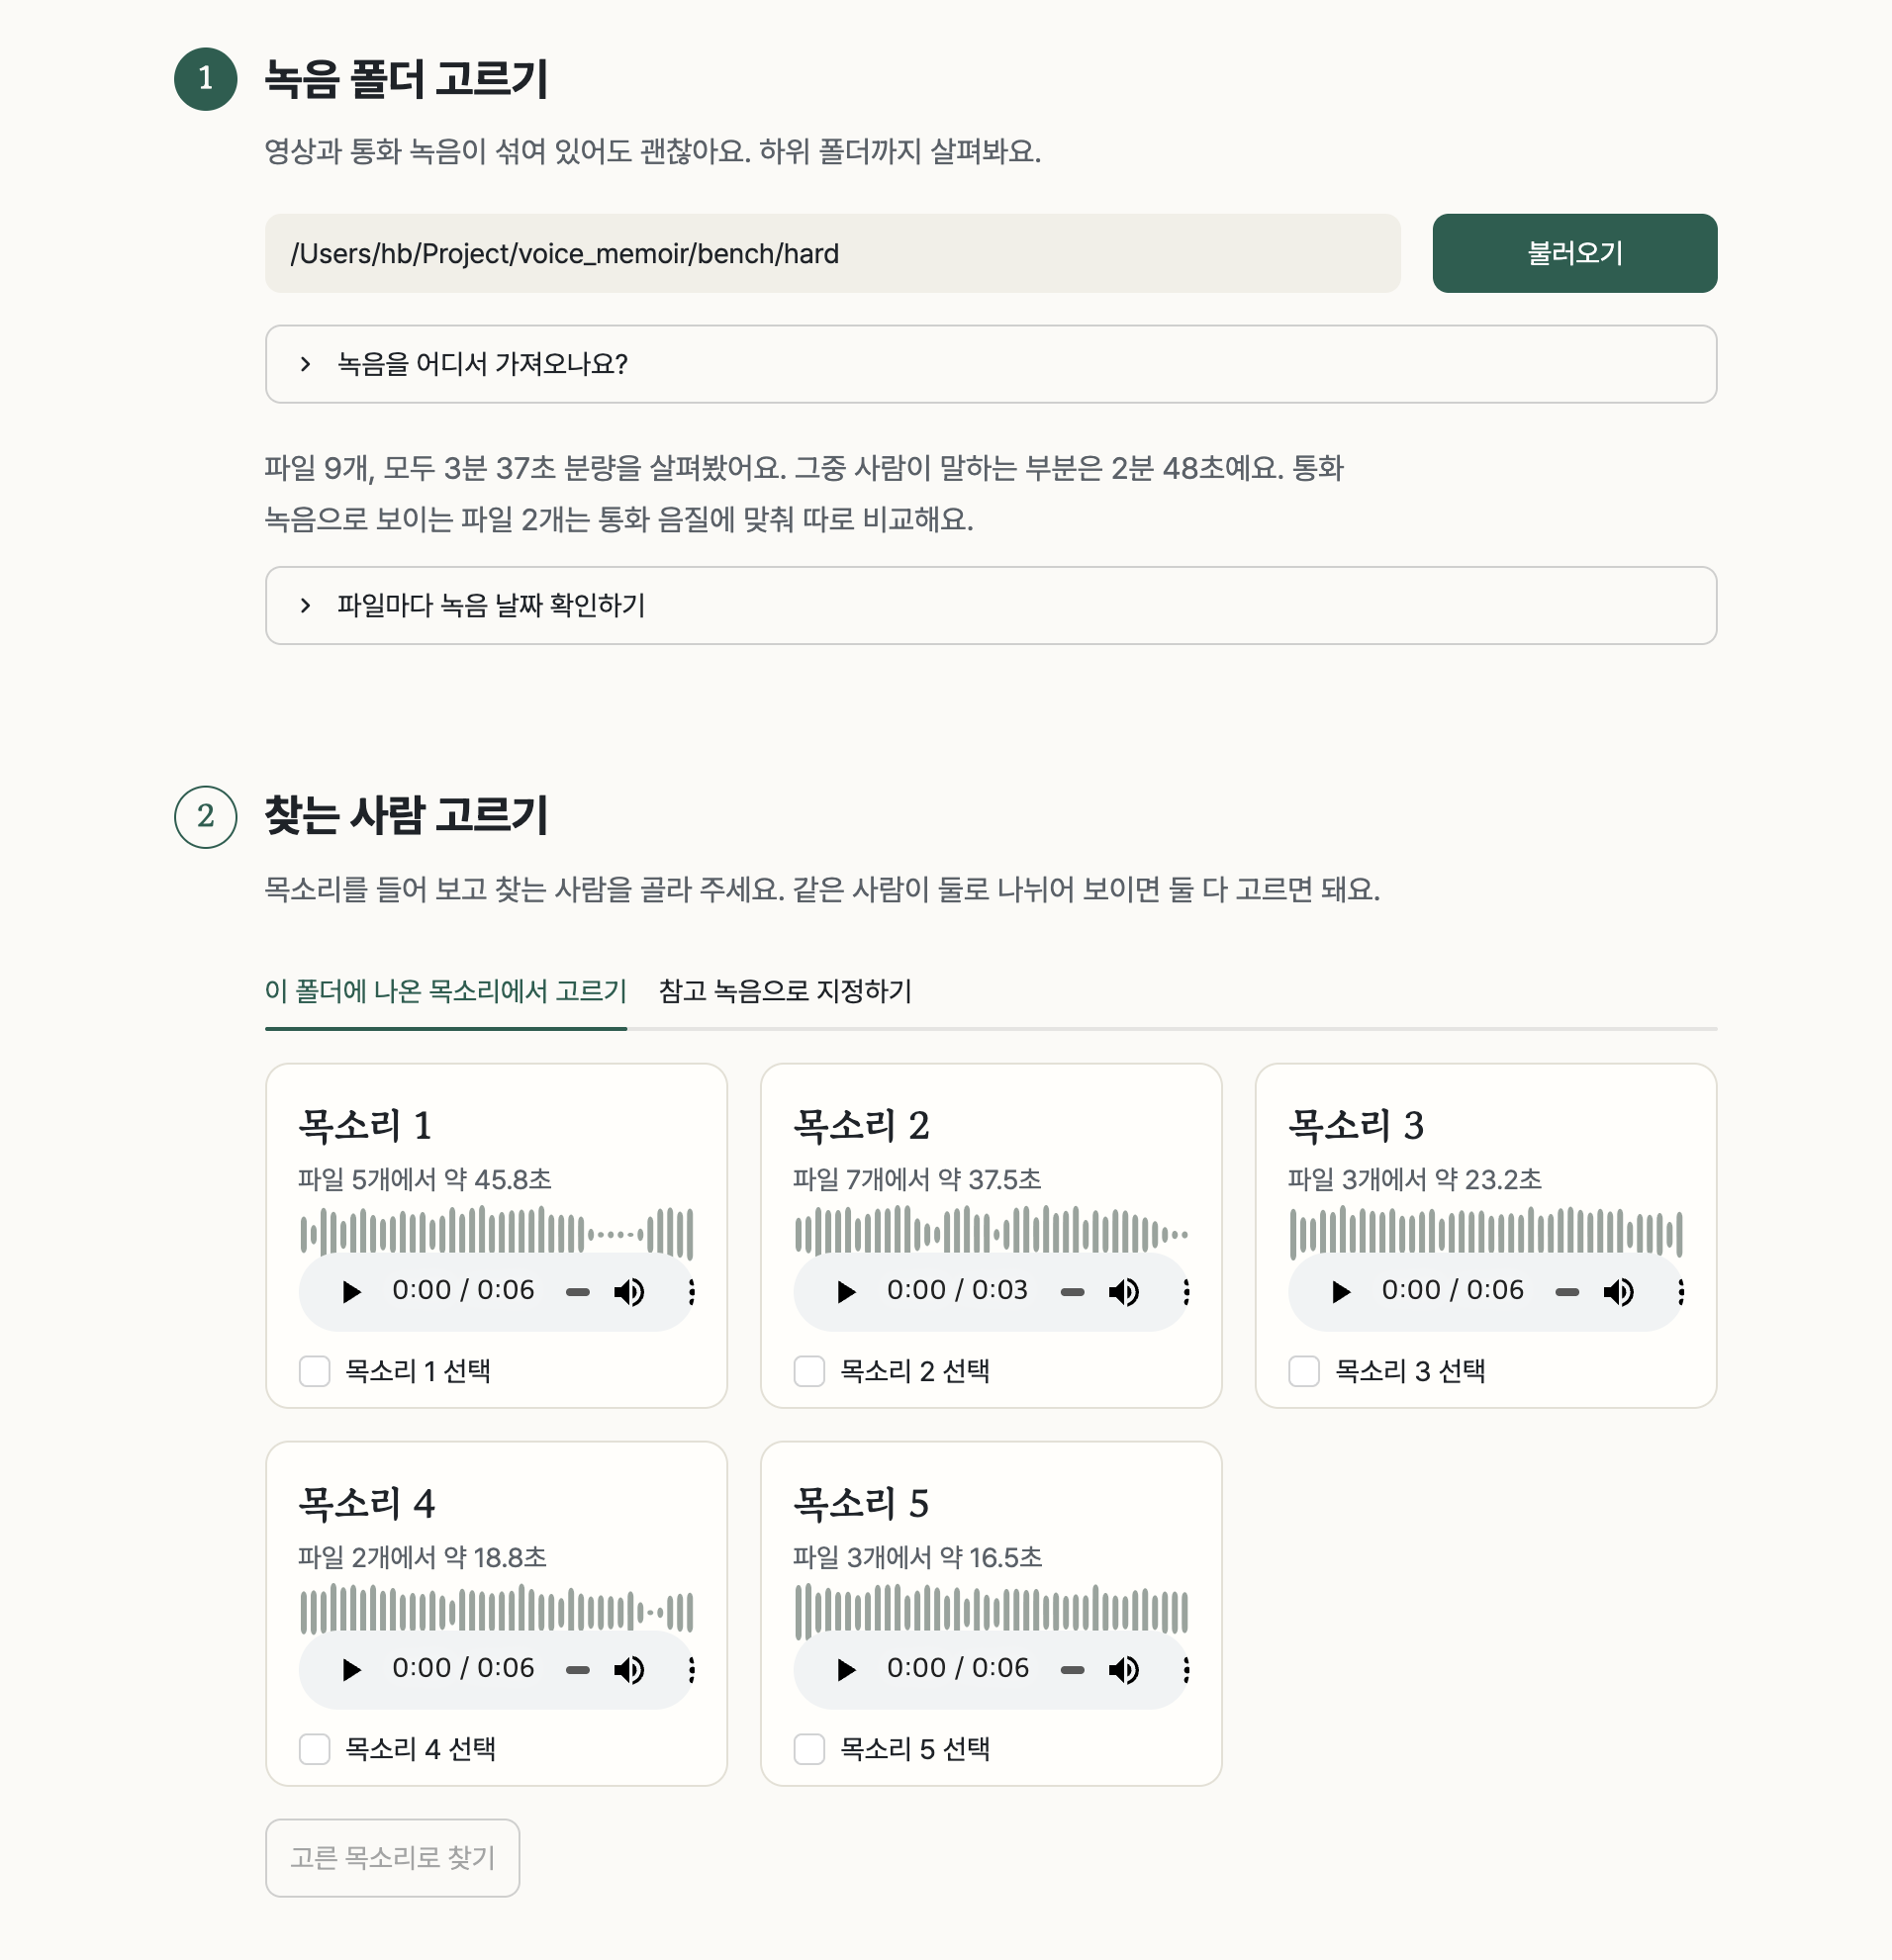 1
녹음 폴더 고르기
영상과 통화 녹음이 섞여 있어도 괜찮아요. 하위 폴더까지 살펴봐요.
/Users/hb/Project/voice_memoir/bench/hard
불러오기
녹음을 어디서 가져오나요?
파일 9개, 모두 3분 37초 분량을 살펴봤어요. 그중 사람이 말하는 부분은 2분 48초예요. 통화
녹음으로 보이는 파일 2개는 통화 음질에 맞춰 따로 비교해요.
파일마다 녹음 날짜 확인하기
2
찾는 사람 고르기
목소리를 들어 보고 찾는 사람을 골라 주세요. 같은 사람이 둘로 나뉘어 보이면 둘 다 고르면 돼요.
이 폴더에 나온 목소리에서 고르기
참고 녹음으로 지정하기
목소리 1
파일 5개에서 약 45.8초
0:00 / 0:06
목소리 1 선택
목소리 2
파일 7개에서 약 37.5초
0:00 / 0:03
목소리 2 선택
목소리 3
파일 3개에서 약 23.2초
0:00 / 0:06
목소리 3 선택
목소리 4
파일 2개에서 약 18.8초
0:00 / 0:06
목소리 4 선택
목소리 5
파일 3개에서 약 16.5초
0:00 / 0:06
목소리 5 선택
고른 목소리로 찾기